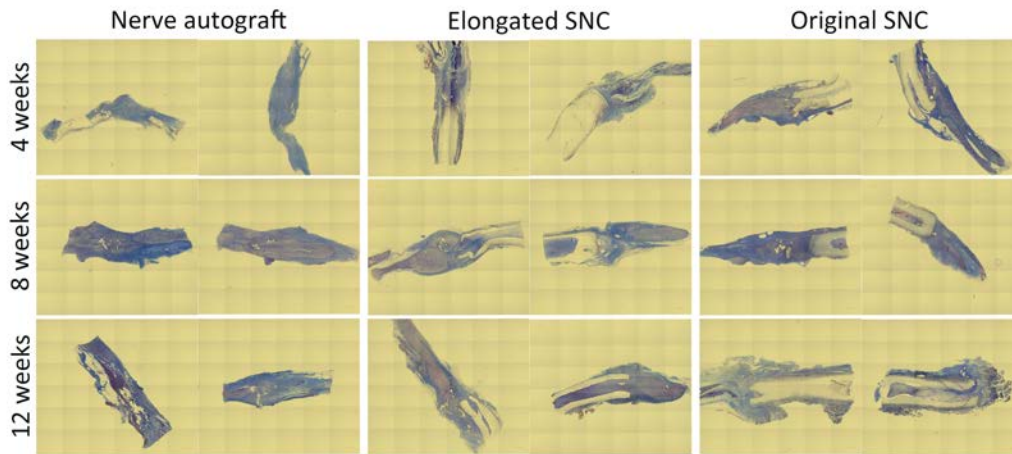 Nerve autograft
Elongated SNC
Original SNC
4 weeks
8 weeks
12 weeks